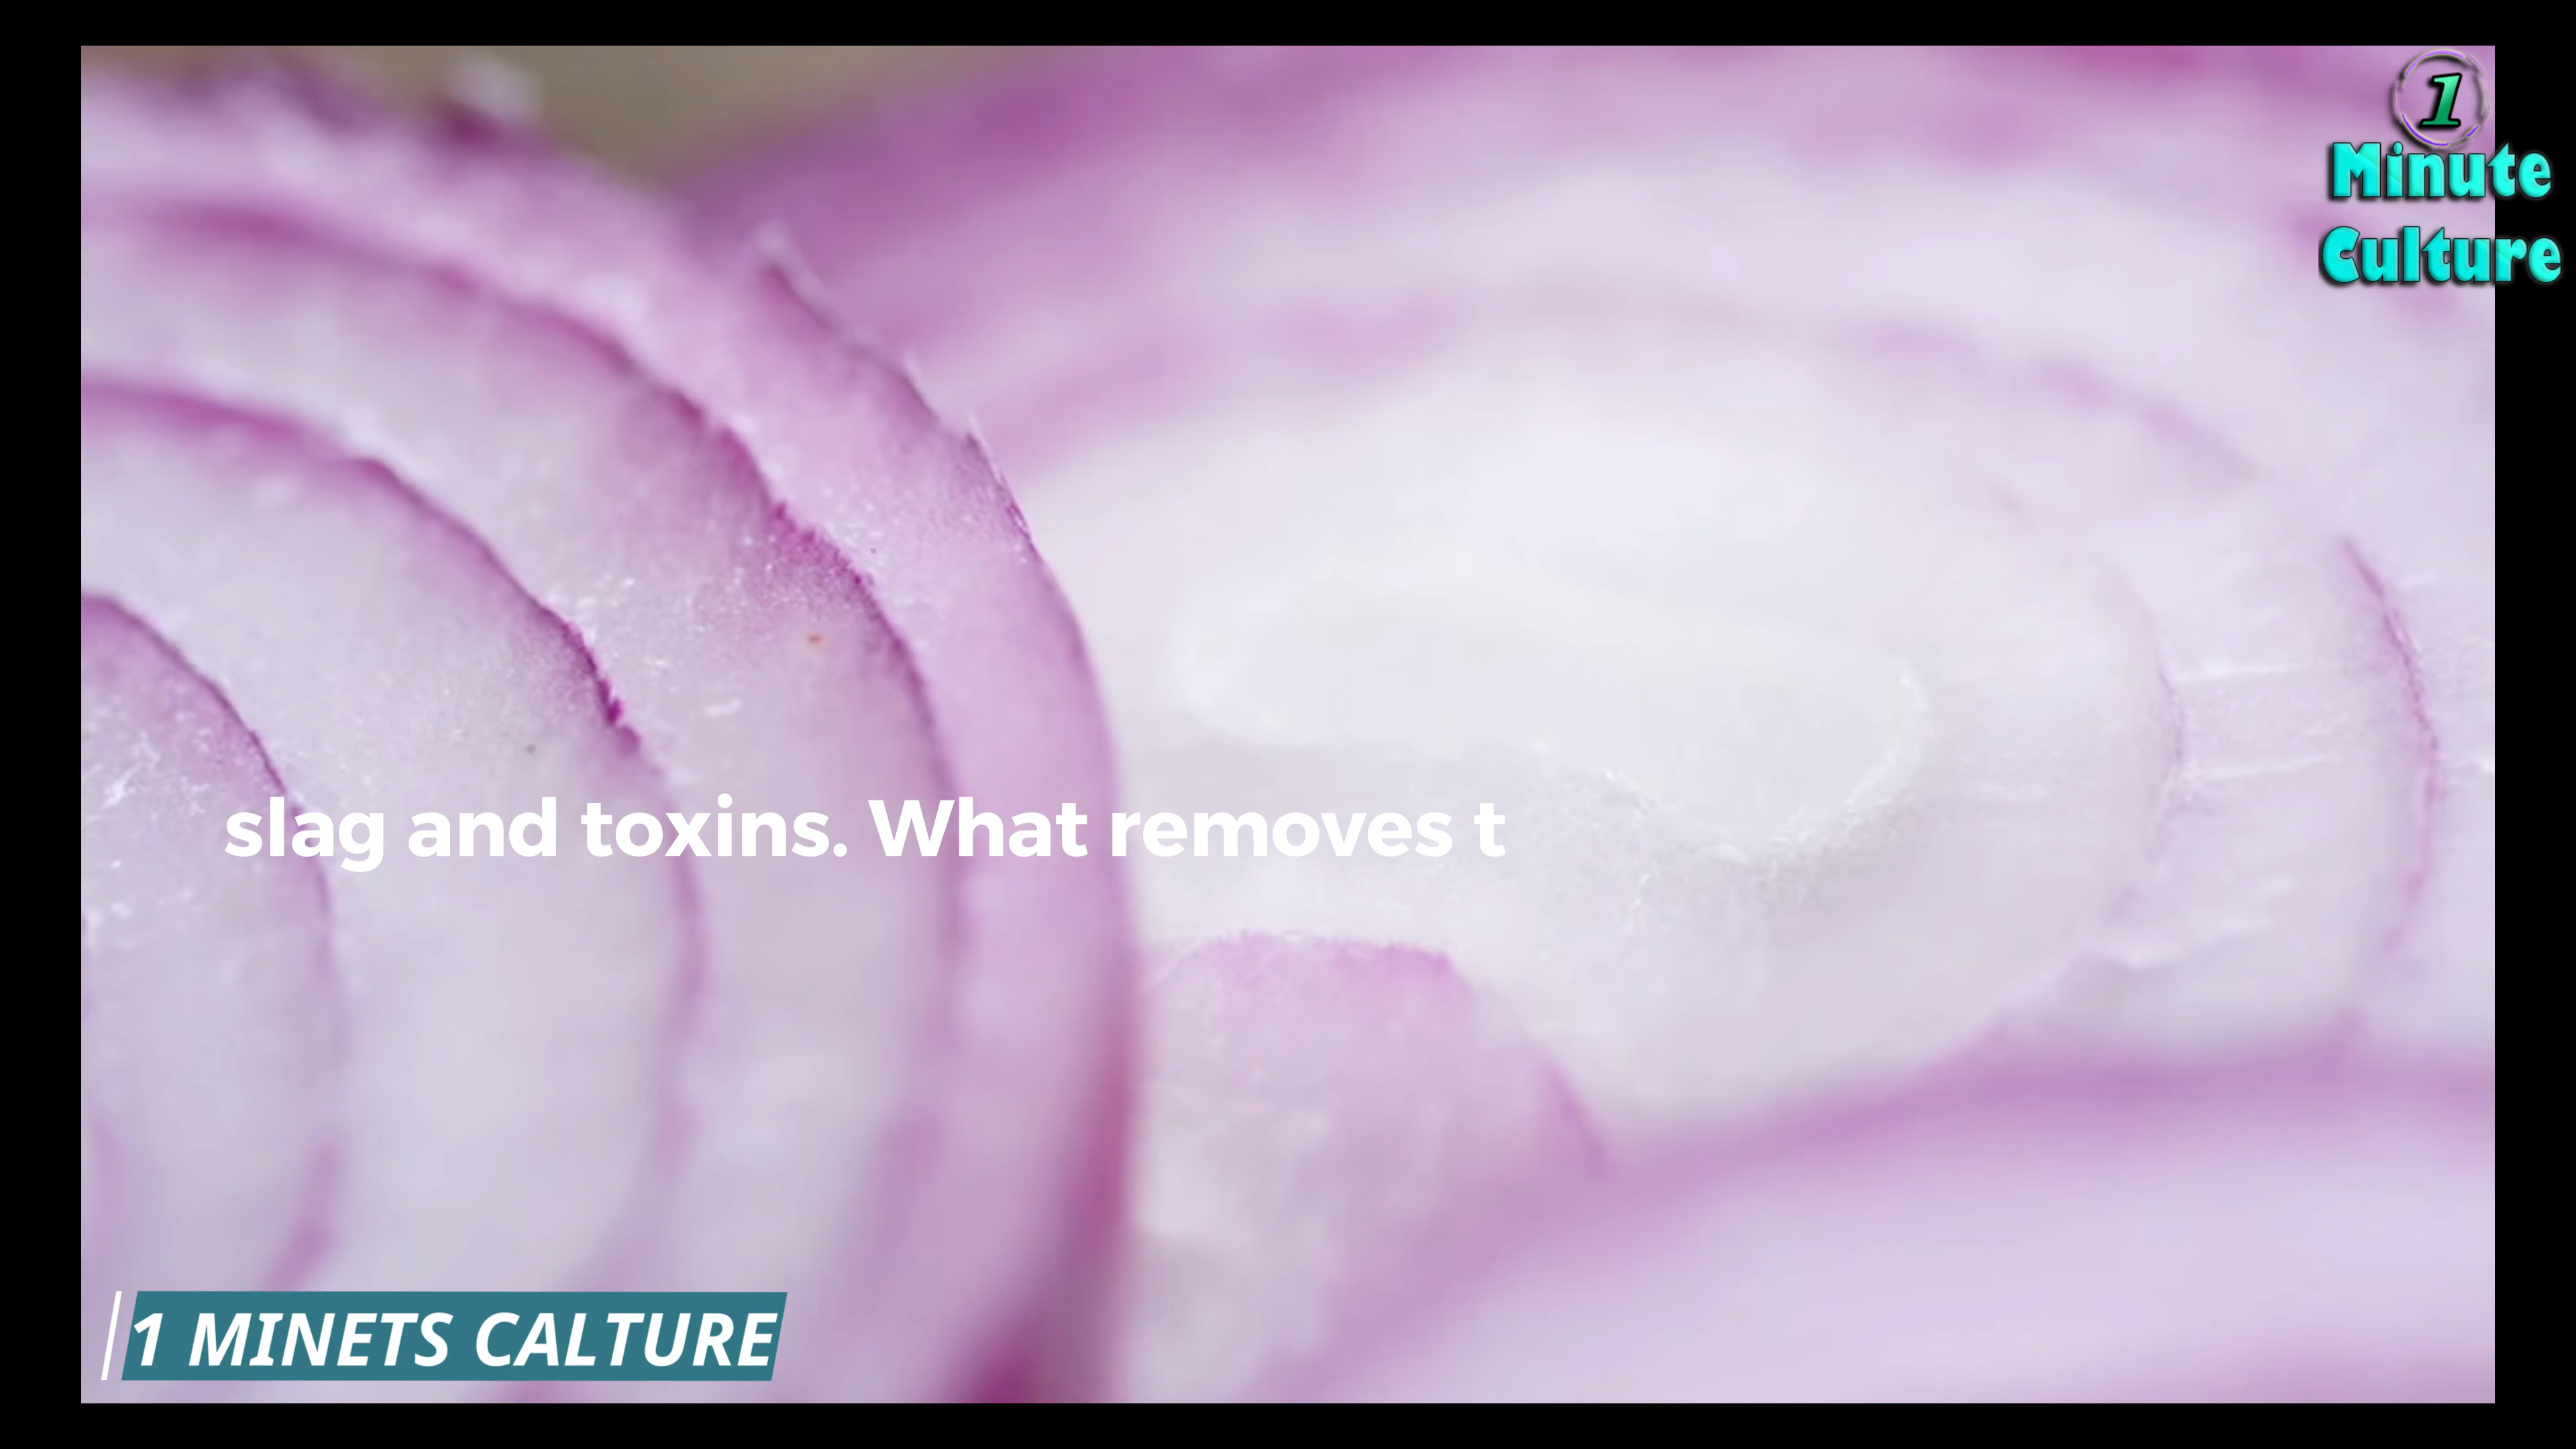 1
Minute
Culture
slag and toxins. What removes t
1 MINETS CALTURE